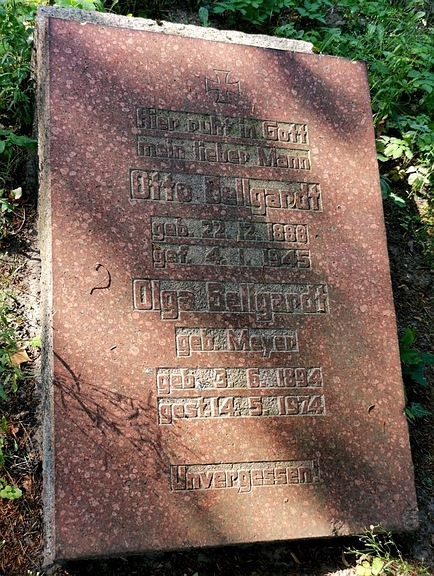 Hier ruht in Gott
mein lieber Mann
Otto Bellgardt
geb. 22. 12. 1888
gef. 4. 1. 1945
Olga Bellgardt
geb. Meyer
geb. 3. 6. 1894
gest. 14. 5. 1974
Unvergessen!